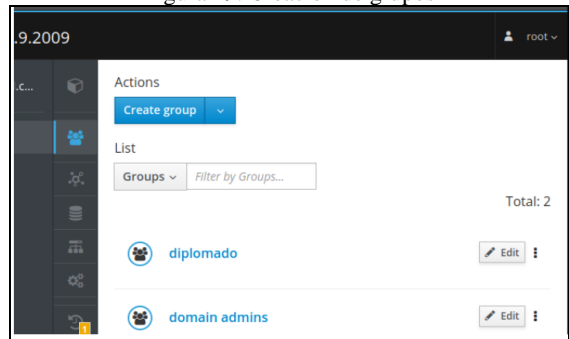 .9.2009
root
.c...
Actions
Create group
List
Groups
Filter by Groups...
Total: 2
diplomado
Edit
domain admins
Edit
1